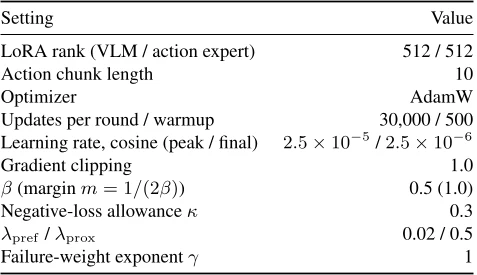 Setting Value
LoRA rank (VLM / action expert) 512 / 512
Action chunk length 10
Optimizer AdamW
Updates per round / warmup 30,000 / 500
Learning rate, cosine (peak / final) 2.5 × 10⁻⁵ / 2.5 × 10⁻⁶
Gradient clipping 1.0
β (margin m = 1/(2β)) 0.5 (1.0)
Negative-loss allowance κ 0.3
λpref / λprox 0.02 / 0.5
Failure-weight exponent γ 1